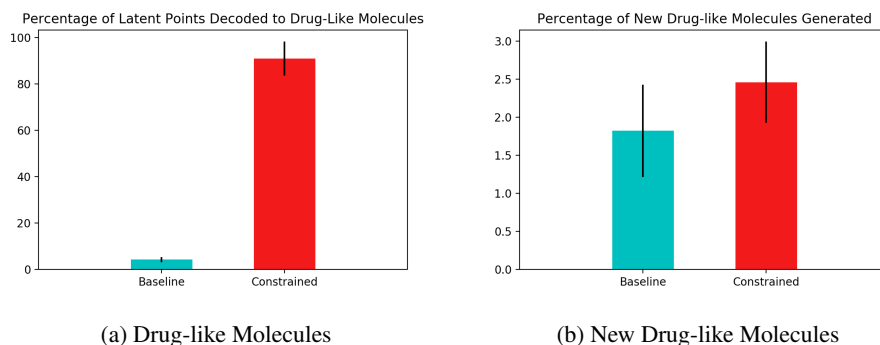 Percentage of Latent Points Decoded to Drug-Like Molecules
100
80
60
40
20
0
Baseline
Constrained
(a) Drug-like Molecules
Percentage of New Drug-like Molecules Generated
3.0
2.5
2.0
1.5
1.0
0.5
0.0
Baseline
Constrained
(b) New Drug-like Molecules